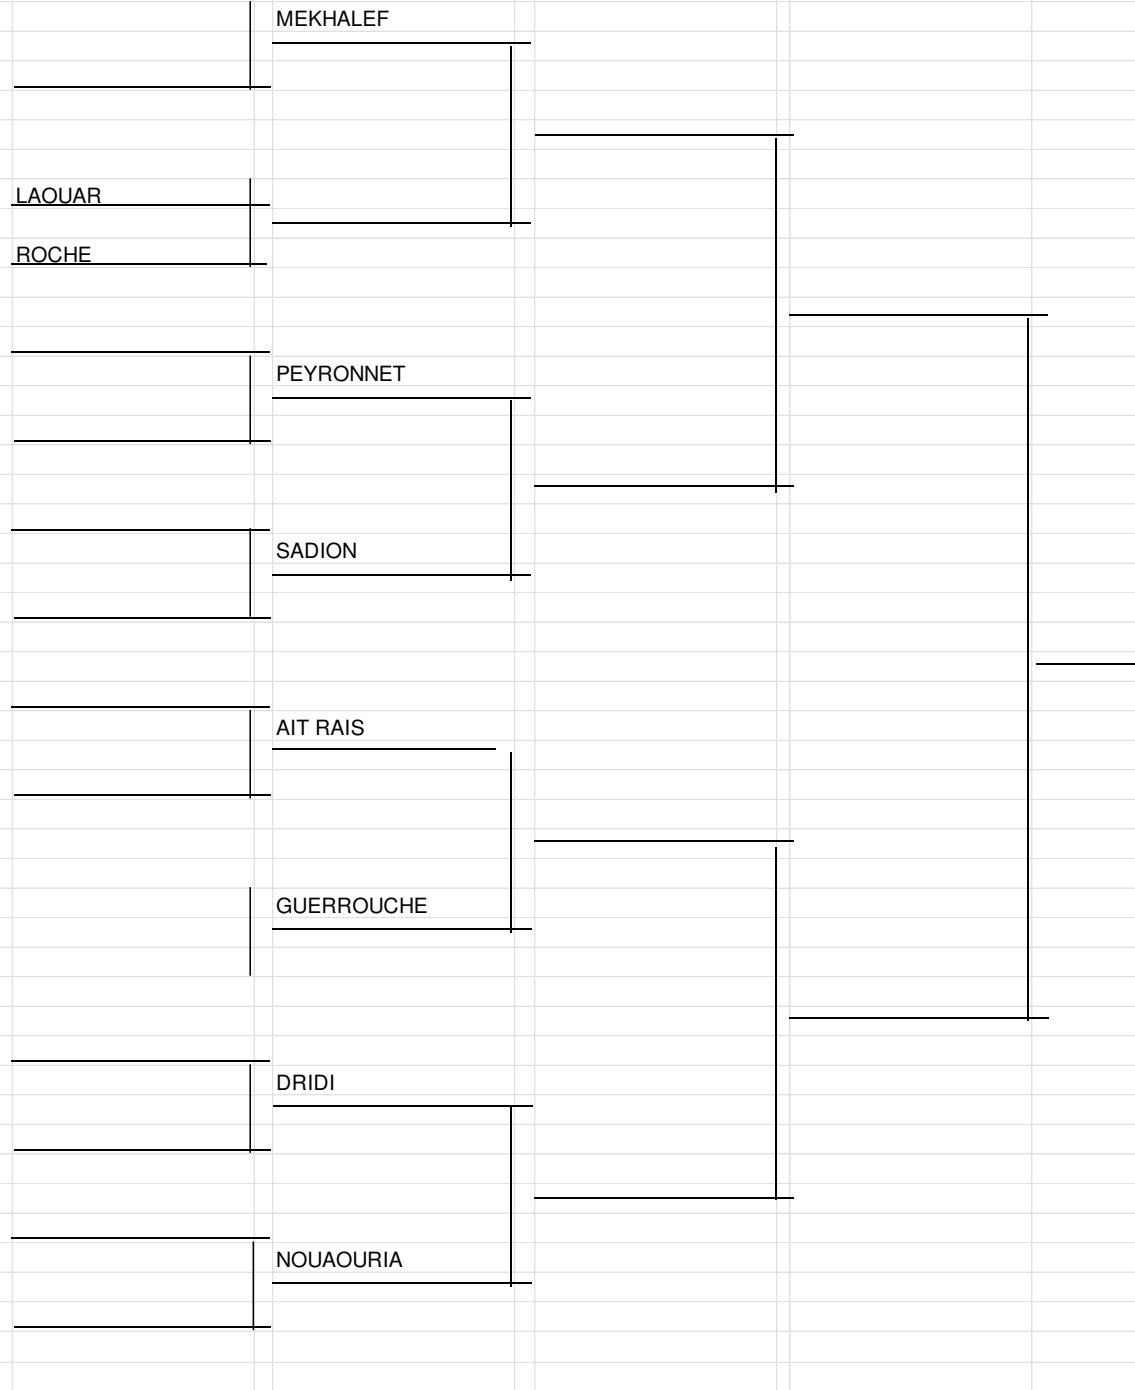 MEKHALEF
LAOUAR
ROCHE
PEYRONNET
SADION
AIT RAIS
GUERROUCHE
DRIDI
NOUAOURIA